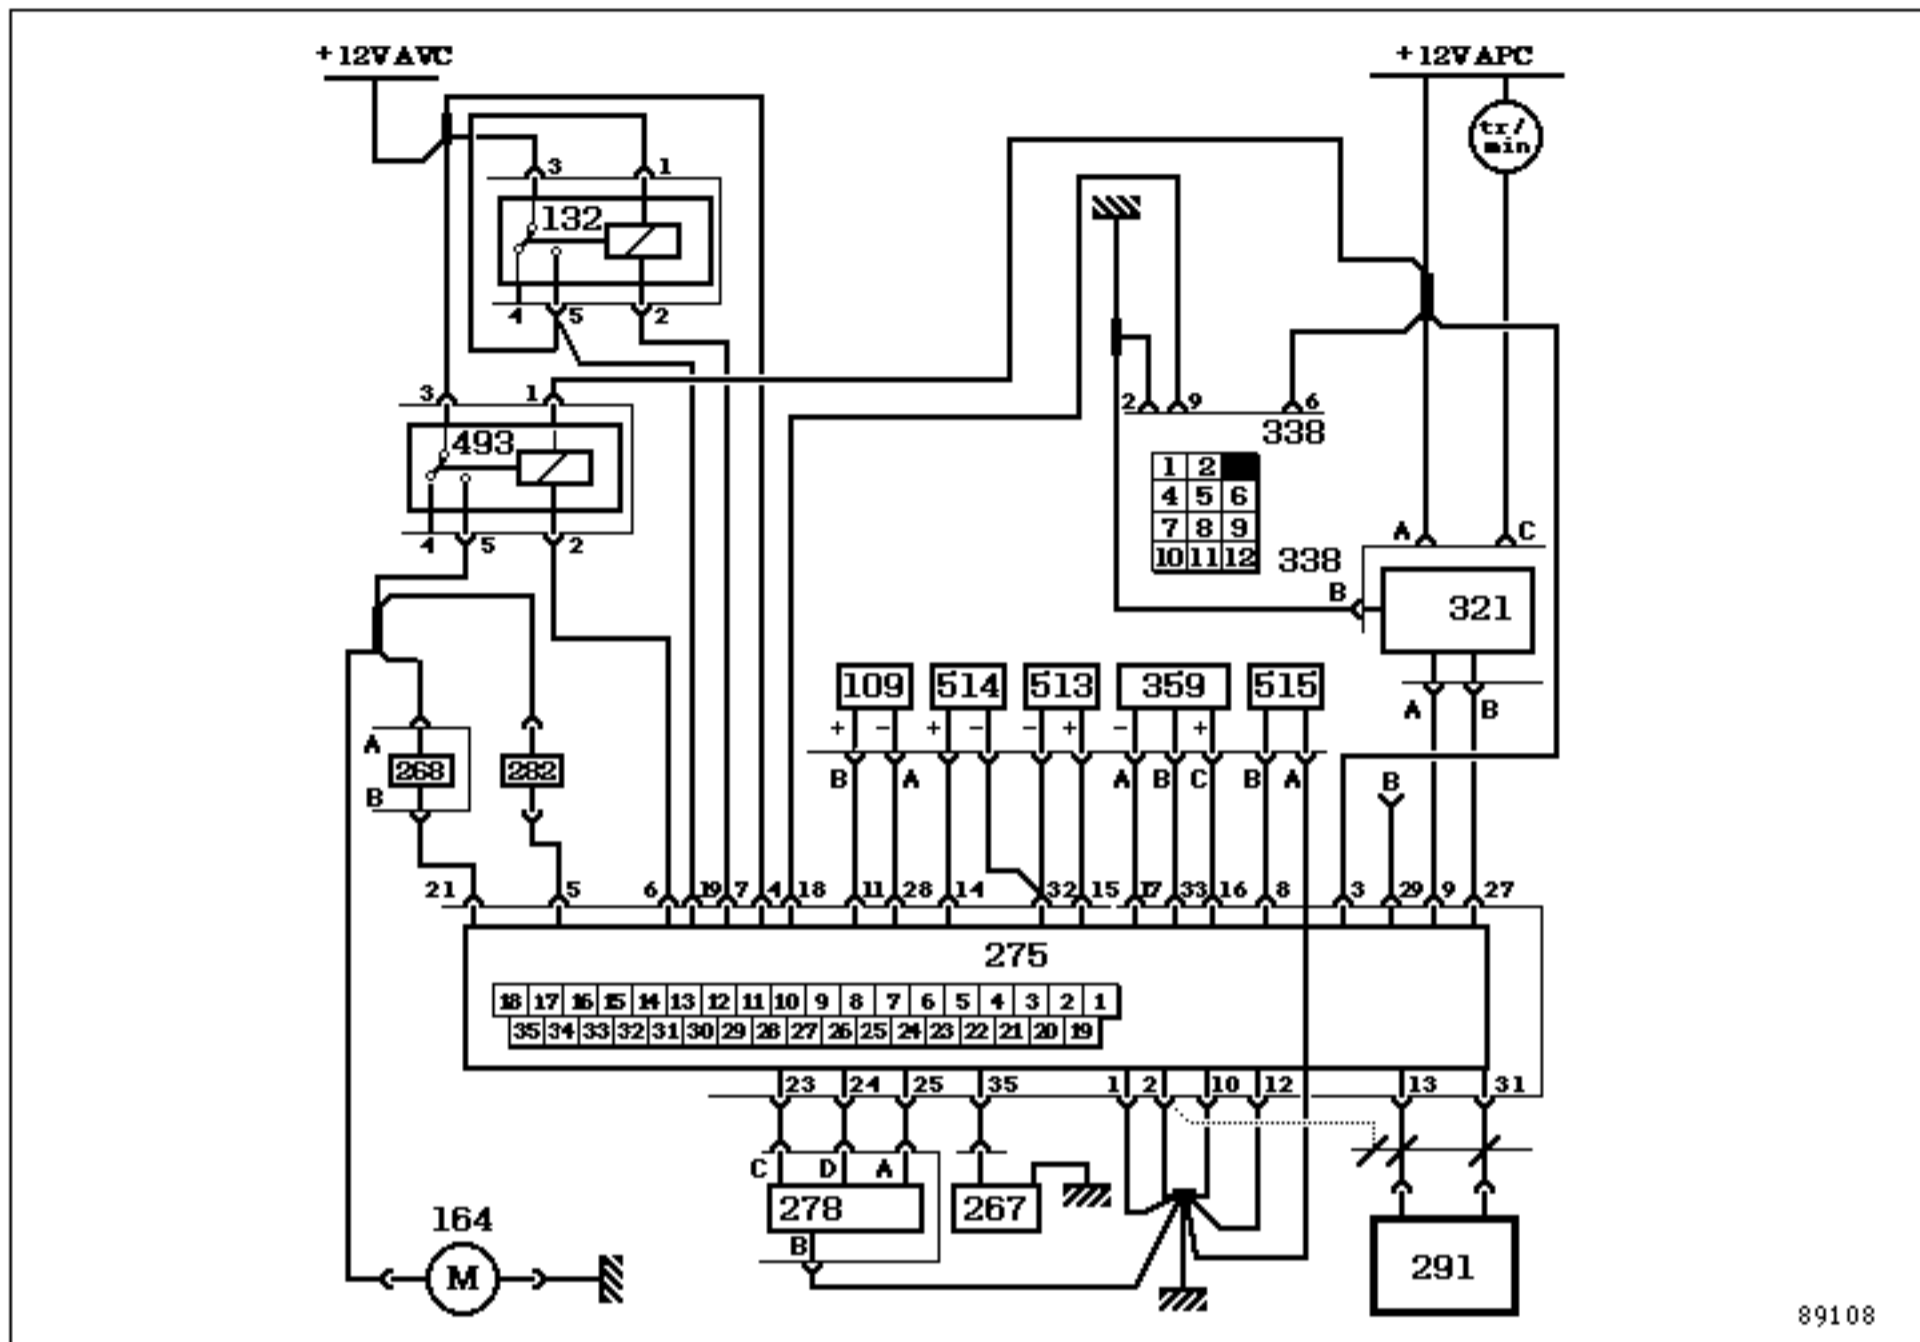 + 12V AVC
+ 12V APC
tr/
min
3 1
132
4 5 2
3 1
493
4 5 2
2 9 6
338
1 2
4 5 6
7 8 9
10 11 12
338
A C
B
321
A B
109 514 513 359 515
+ - + - - + - +
B A A B C B A
A
268
B
282
B
21 5 6 19 7 4 18 11 28 14 32 15 17 33 16 8 3 29 9 27
275
18 17 16 15 14 13 12 11 10 9 8 7 6 5 4 3 2 1
35 34 33 32 31 30 29 28 27 26 25 24 23 22 21 20 19
23 24 25 35 1 2 10 12 13 31
C D A
278
B
267
291
164
M
89108